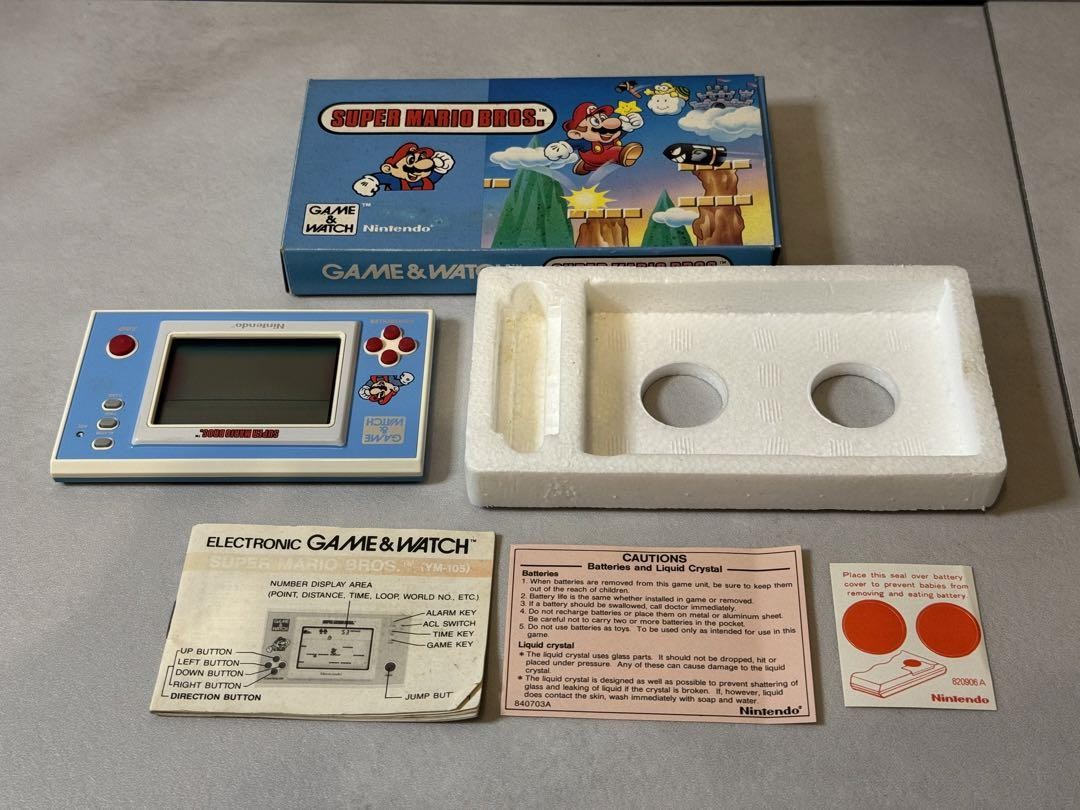 SUPER MARIO BROS.™
GAME
&
WATCH™
Nintendo®
GAME & WATC
SUPER MARIO BROS.™
Nintendo™
JUMP
SUPER MARIO BROS.™
GAME
&
WATCH
ELECTRONIC GAME & WATCH™
SUPER MARIO BROS.™ (YM-105)
NUMBER DISPLAY AREA
(POINT, DISTANCE, TIME, LOOP, WORLD NO., ETC.)
ALARM KEY
ACL SWITCH
TIME KEY
GAME KEY
UP BUTTON
LEFT BUTTON
DOWN BUTTON
RIGHT BUTTON
DIRECTION BUTTON
JUMP BUT
CAUTIONS
Batteries and Liquid Crystal
Batteries
1. When batteries are removed from this game unit, be sure to keep them
out of the reach of children.
2. Battery life is the same whether installed in game or removed.
3. If a battery should be swallowed, call doctor immediately.
4. Do not recharge batteries or place them on metal or aluminum sheet.
Be careful not to carry two or more batteries in the pocket.
5. Do not use batteries as toys. To be used only as intended for use in this
game.
Liquid crystal
* The liquid crystal uses glass parts. It should not be dropped, hit or
placed under pressure. Any of these can cause damage to the liquid
crystal.
* The liquid crystal is designed as well as possible to prevent shattering of
glass and leaking of liquid if the crystal is broken. If, however, liquid
does contact the skin, wash immediately with soap and water.
840703A
Nintendo®
Place this seal over battery
cover to prevent babies from
removing and eating battery.
820906 A
Nintendo